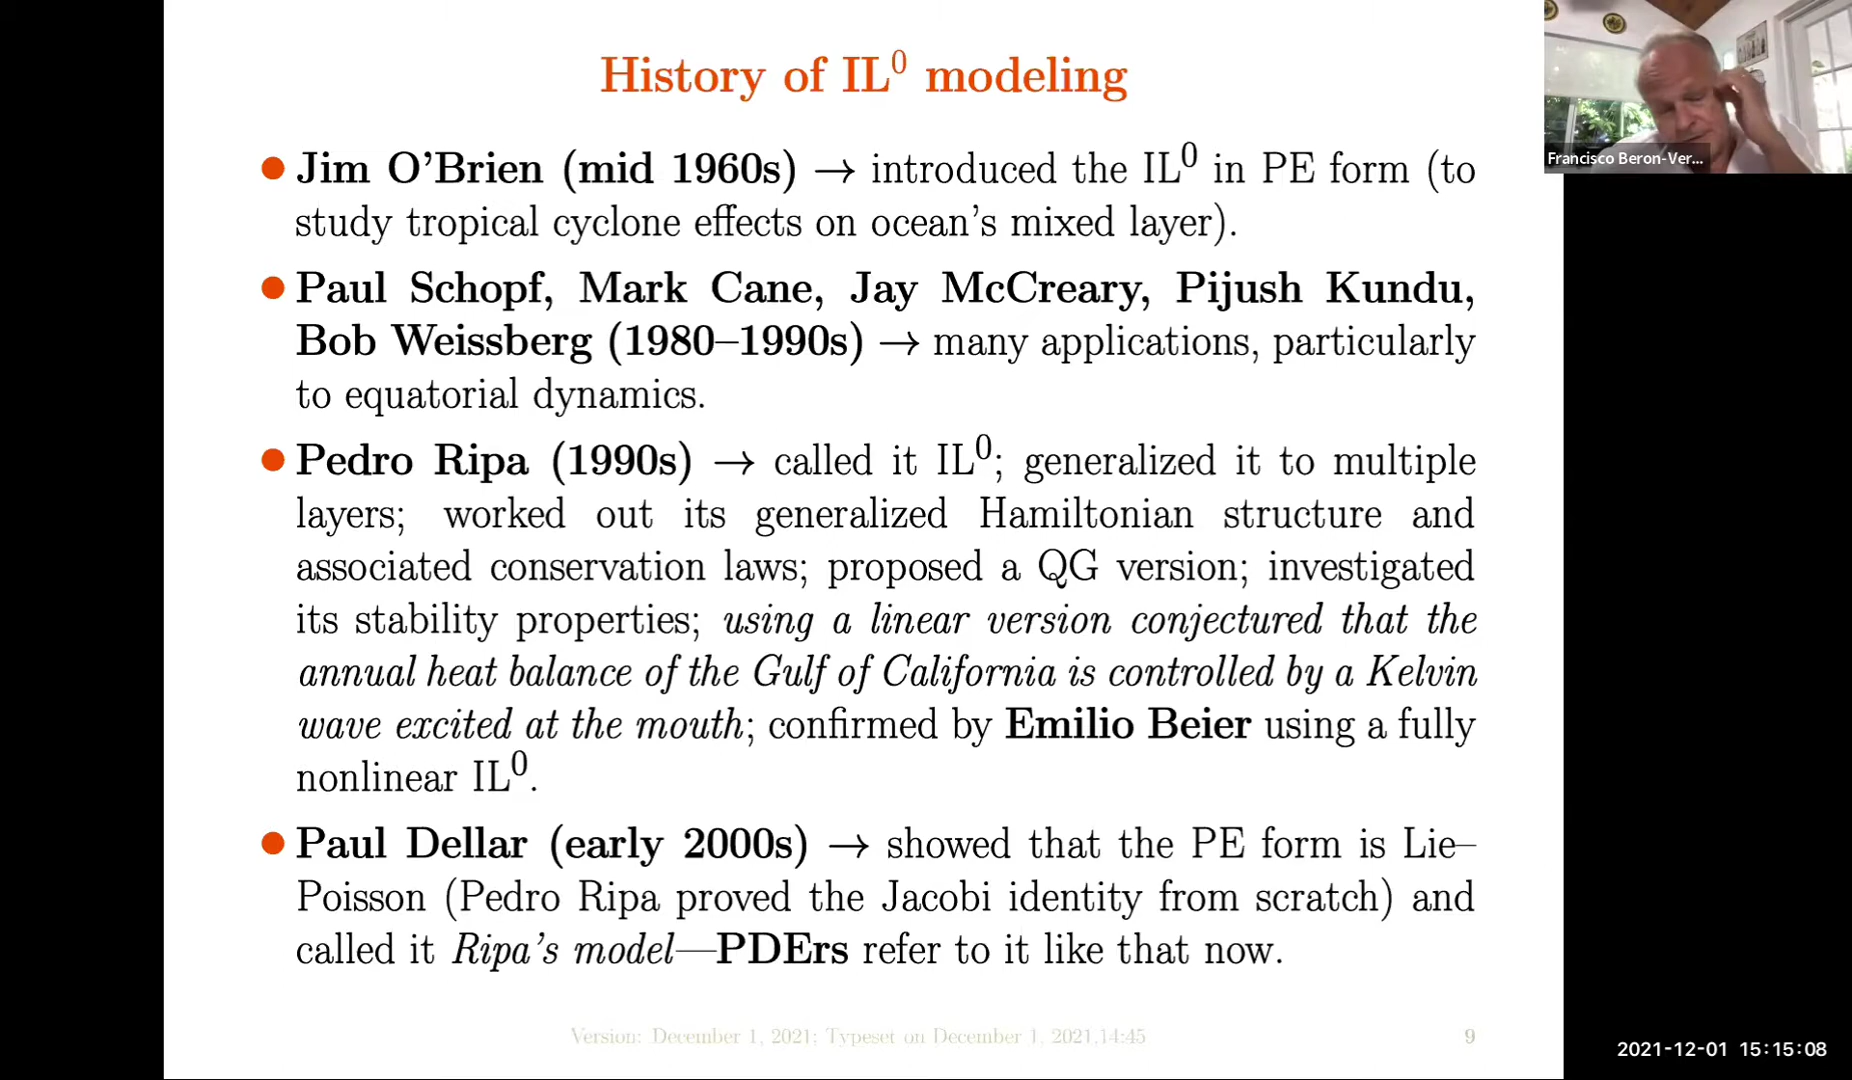 History of IL⁰ modeling
Francisco Beron-Ver...
● Jim O’Brien (mid 1960s) → introduced the IL⁰ in PE form (to
study tropical cyclone effects on ocean’s mixed layer).
● Paul Schopf, Mark Cane, Jay McCreary, Pijush Kundu,
Bob Weissberg (1980–1990s) → many applications, particularly
to equatorial dynamics.
● Pedro Ripa (1990s) → called it IL⁰; generalized it to multiple
layers; worked out its generalized Hamiltonian structure and
associated conservation laws; proposed a QG version; investigated
its stability properties; using a linear version conjectured that the
annual heat balance of the Gulf of California is controlled by a Kelvin
wave excited at the mouth; confirmed by Emilio Beier using a fully
nonlinear IL⁰.
● Paul Dellar (early 2000s) → showed that the PE form is Lie–
Poisson (Pedro Ripa proved the Jacobi identity from scratch) and
called it Ripa’s model—PDErs refer to it like that now.
Version: December 1, 2021; Typeset on December 1, 2021,14:45
9
2021-12-01 15:15:08